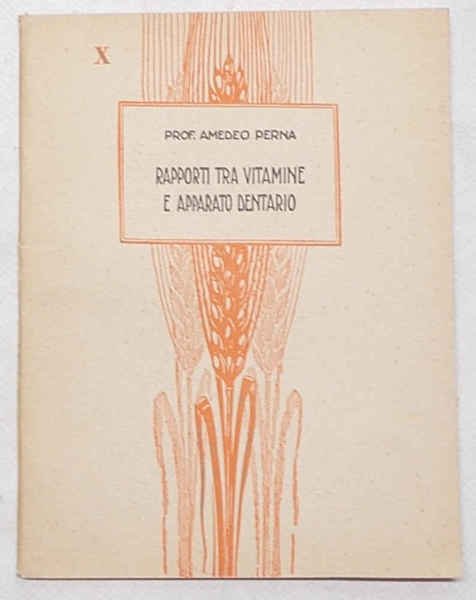 X
PROF. AMEDEO PERNA
RAPPORTI TRA VITAMINE
E APPARATO DENTARIO